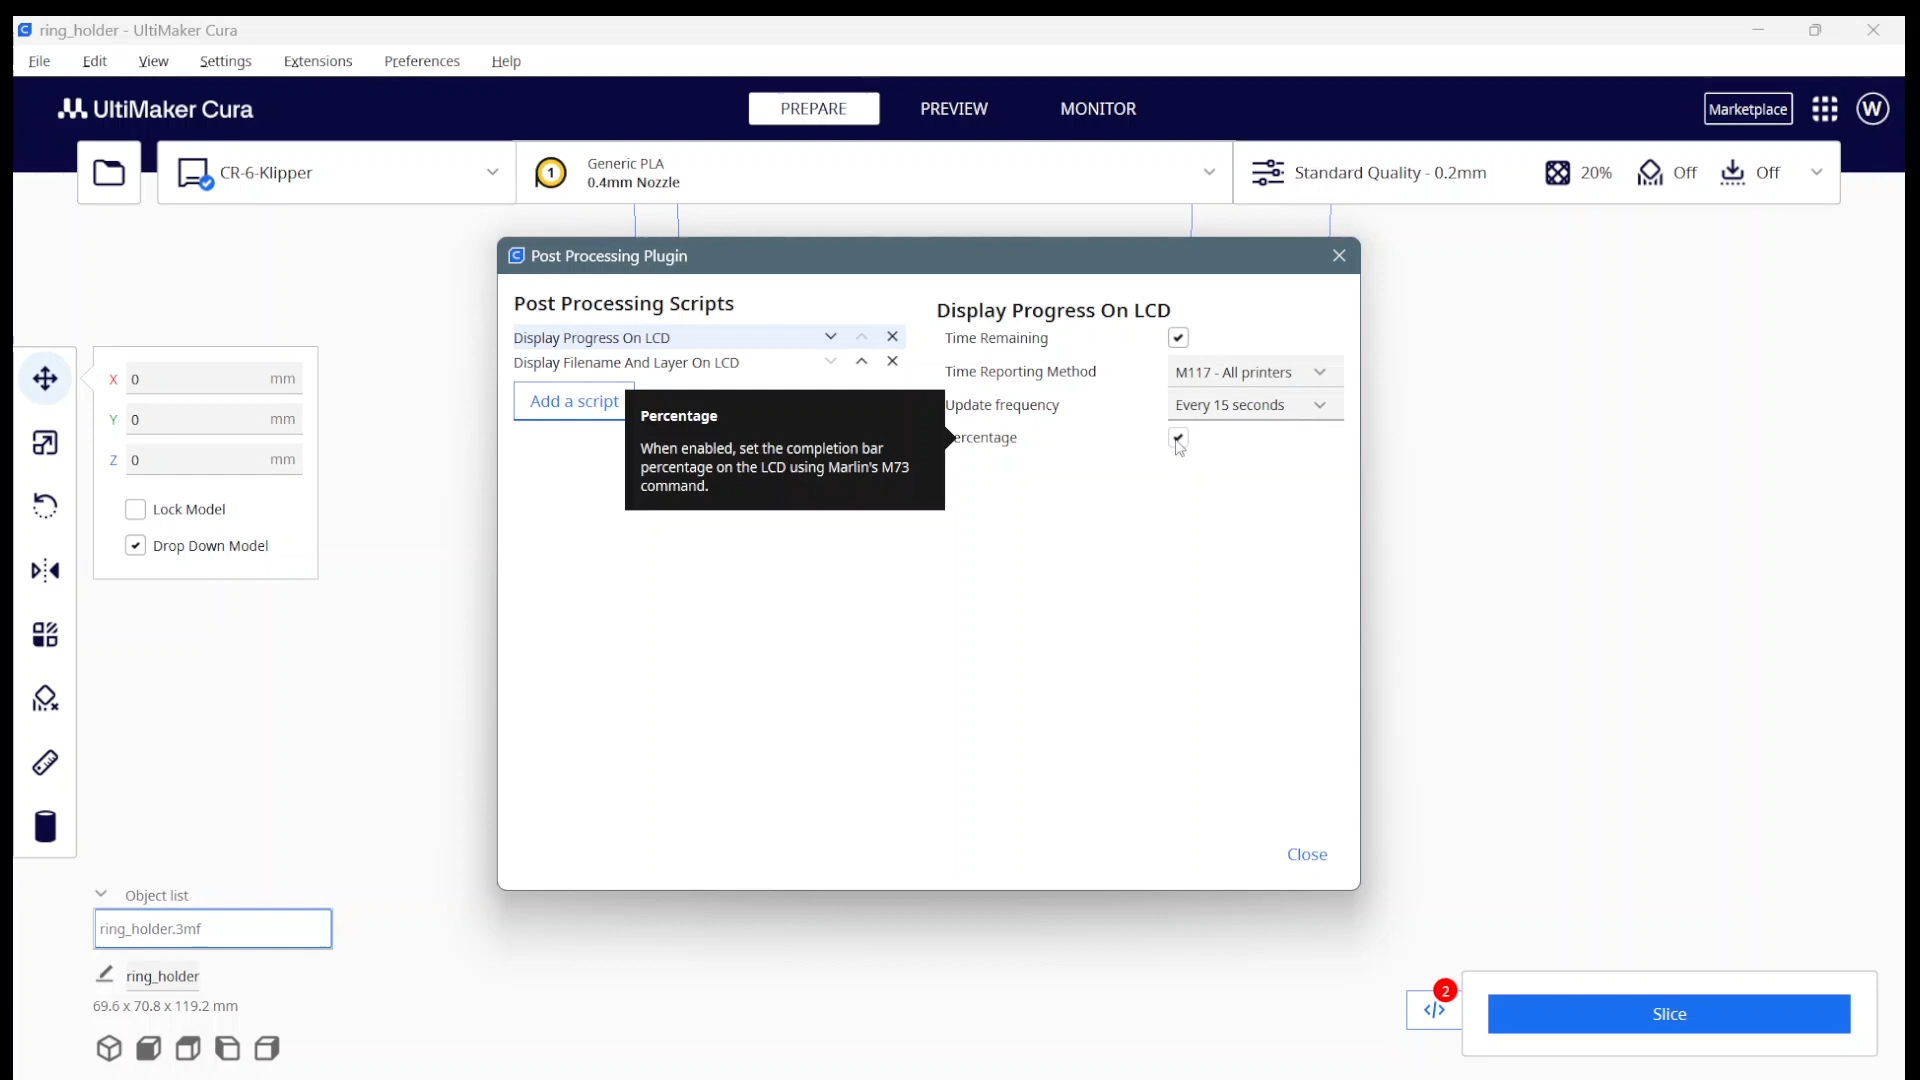 ring_holder - UltiMaker Cura
File Edit View Settings Extensions Preferences Help
UltiMaker Cura
PREPARE PREVIEW MONITOR
Marketplace
W
CR-6-Klipper
1
Generic PLA
0.4mm Nozzle
Standard Quality - 0.2mm
20%
Off
Off
Post Processing Plugin
Post Processing Scripts
Display Progress On LCD
Display Filename And Layer On LCD
Add a script
Display Progress On LCD
Time Remaining
Time Reporting Method M117 - All printers
Update frequency Every 15 seconds
ercentage
Percentage
When enabled, set the completion bar
percentage on the LCD using Marlin's M73
command.
Close
X 0 mm
Y 0 mm
Z 0 mm
Lock Model
Drop Down Model
Object list
ring_holder.3mf
ring_holder
69.6 x 70.8 x 119.2 mm
2
</>
Slice